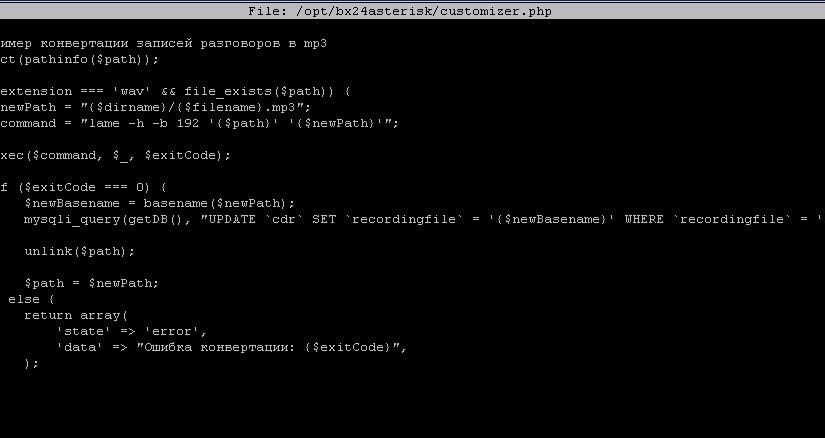 File: /opt/bx24asterisk/customizer.php
имер конвертации записей разговоров в mp3
ct(pathinfo($path));
extension === 'wav' && file_exists($path)) {
newPath = "{$dirname}/{$filename}.mp3";
command = "lame -h -b 192 '{$path}' '{$newPath}'";
xec($command, $_, $exitCode);
f ($exitCode === 0) {
$newBasename = basename($newPath);
mysqli_query(getDB(), "UPDATE `cdr` SET `recordingfile` = '{$newBasename}' WHERE `recordingfile` = '
unlink($path);
$path = $newPath;
else {
return array(
'state' => 'error',
'data' => "Ошибка конвертации: {$exitCode}",
);